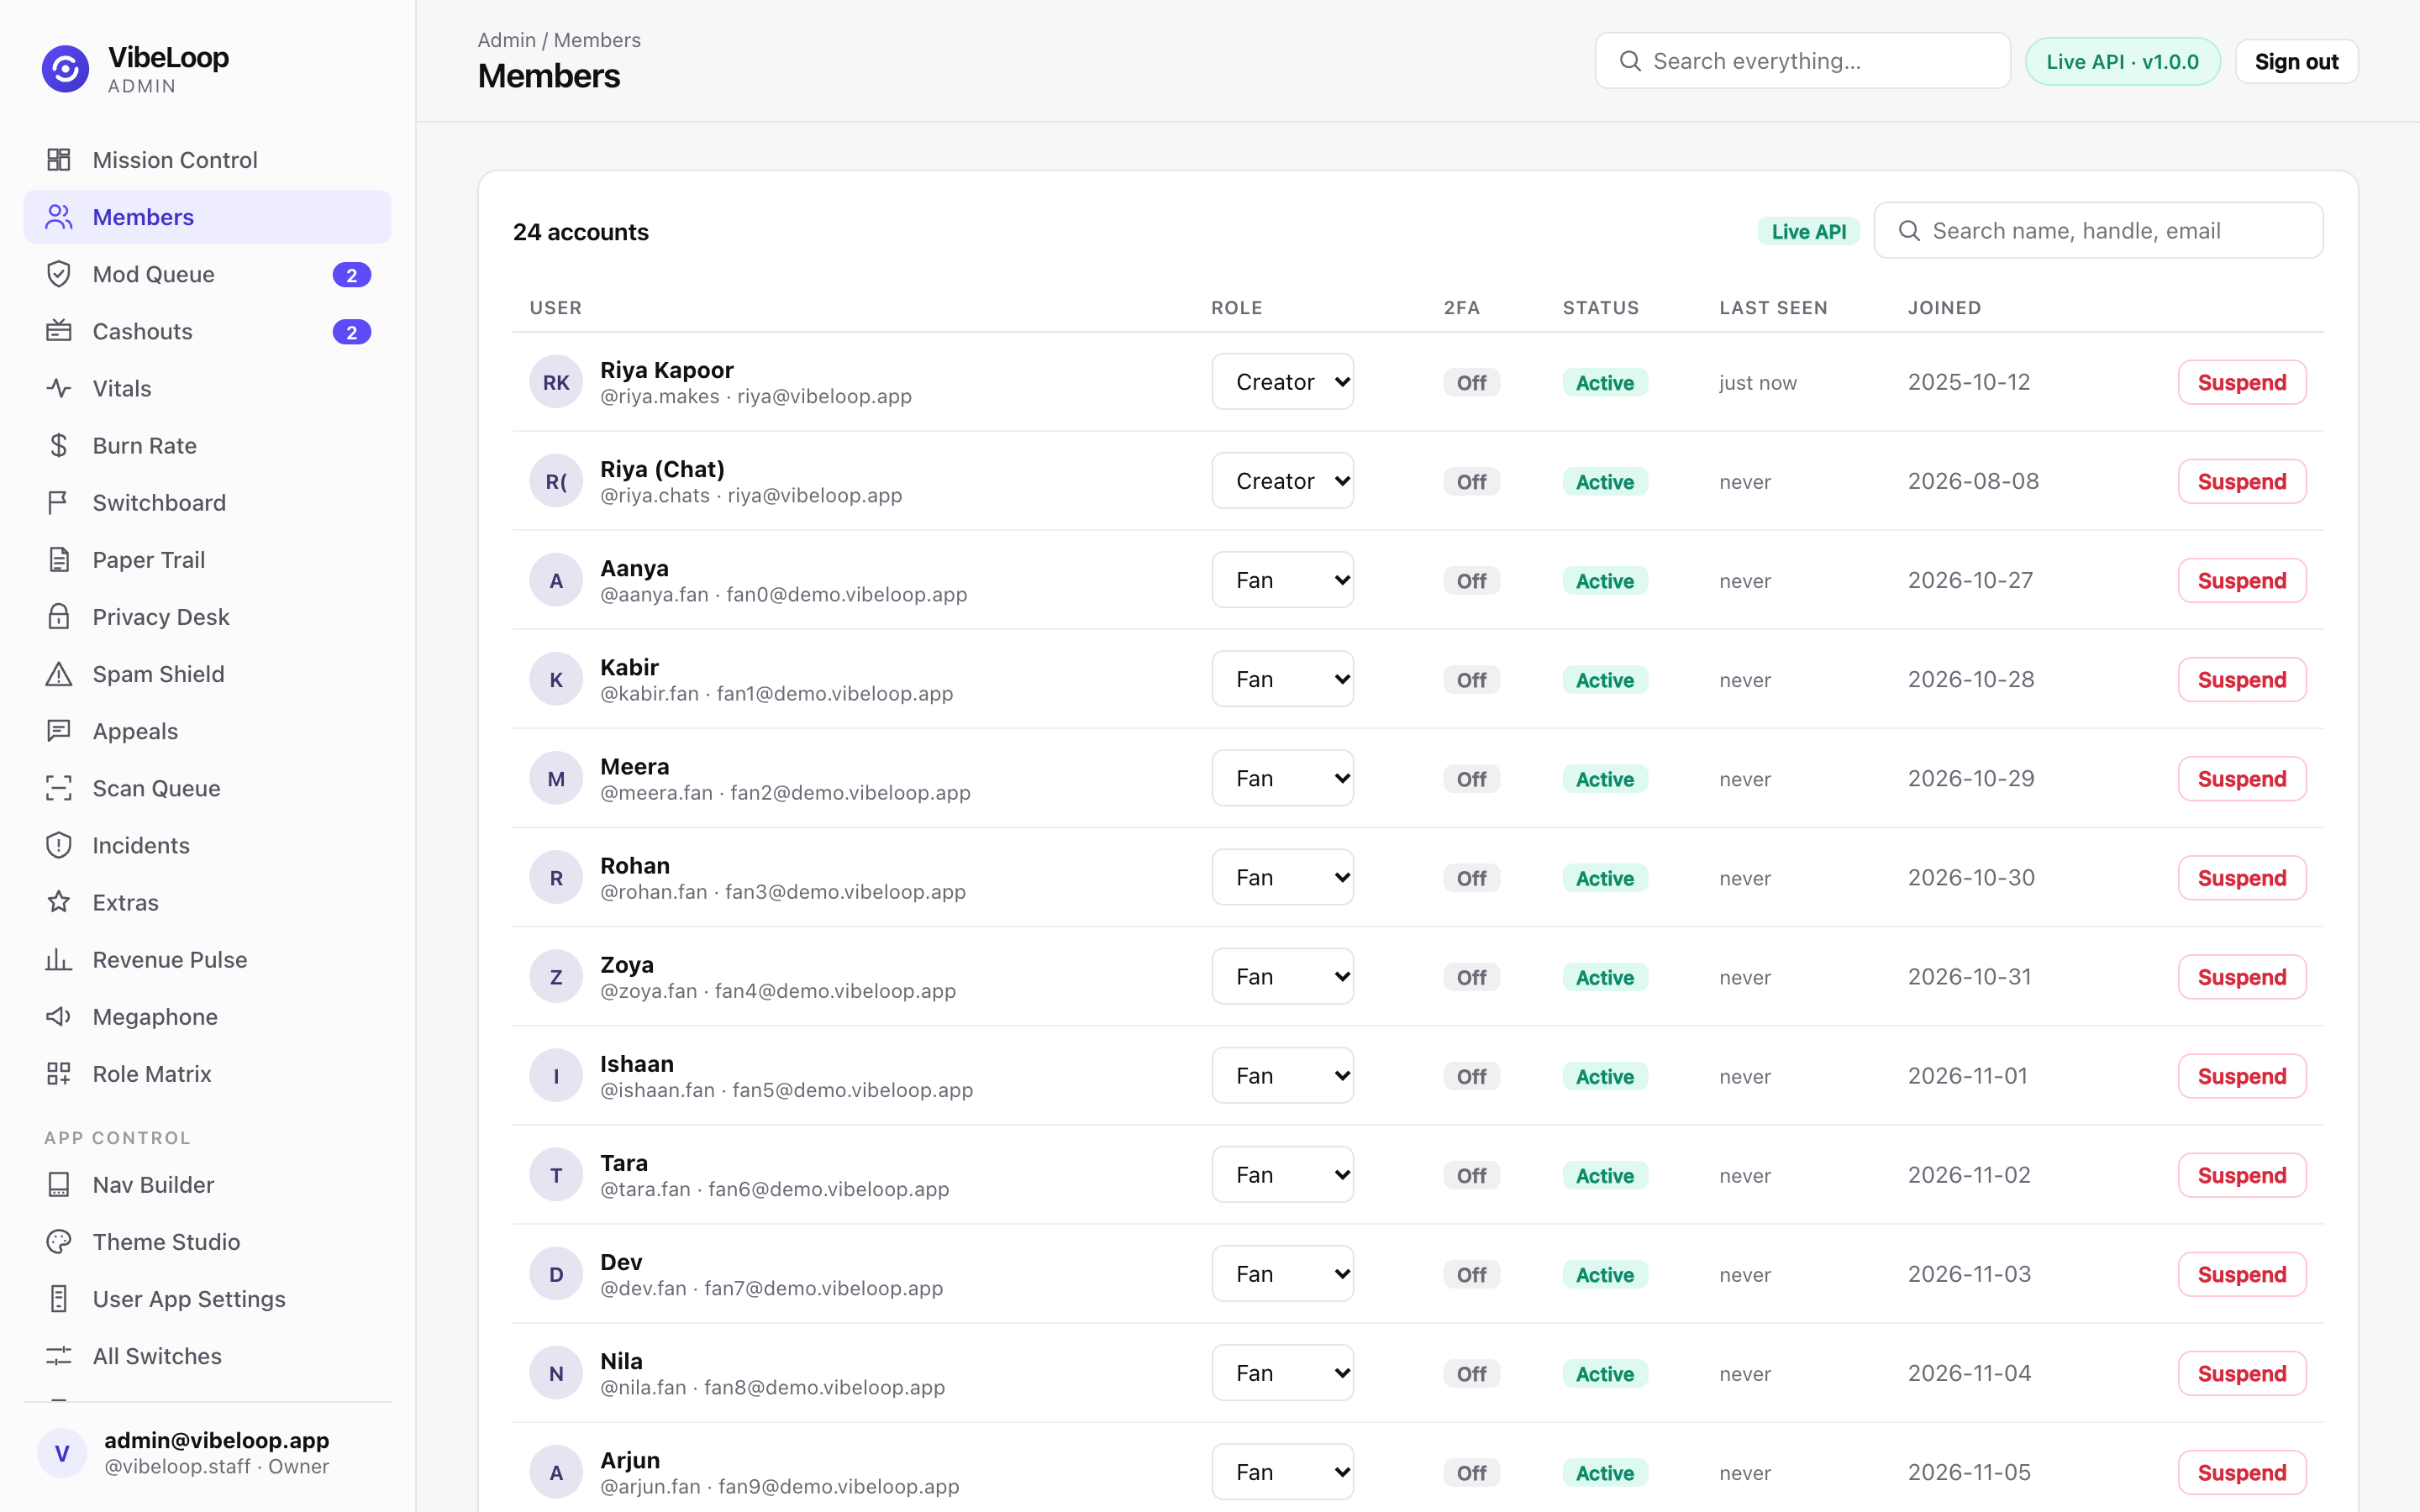 VibeLoop
ADMIN
Mission Control
Members
Mod Queue 2
Cashouts 2
Vitals
Burn Rate
Switchboard
Paper Trail
Privacy Desk
Spam Shield
Appeals
Scan Queue
Incidents
Extras
Revenue Pulse
Megaphone
Role Matrix
APP CONTROL
Nav Builder
Theme Studio
User App Settings
All Switches
V
admin@vibeloop.app
@vibeloop.staff · Owner
Admin / Members
Members
Search everything...
Live API · v1.0.0
Sign out
24 accounts
Live API
Search name, handle, email
USER ROLE 2FA STATUS LAST SEEN JOINED
RK Riya Kapoor Creator Off Active just now 2025-10-12 Suspend
@riya.makes · riya@vibeloop.app
R( Riya (Chat) Creator Off Active never 2026-08-08 Suspend
@riya.chats · riya@vibeloop.app
A Aanya Fan Off Active never 2026-10-27 Suspend
@aanya.fan · fan0@demo.vibeloop.app
K Kabir Fan Off Active never 2026-10-28 Suspend
@kabir.fan · fan1@demo.vibeloop.app
M Meera Fan Off Active never 2026-10-29 Suspend
@meera.fan · fan2@demo.vibeloop.app
R Rohan Fan Off Active never 2026-10-30 Suspend
@rohan.fan · fan3@demo.vibeloop.app
Z Zoya Fan Off Active never 2026-10-31 Suspend
@zoya.fan · fan4@demo.vibeloop.app
I Ishaan Fan Off Active never 2026-11-01 Suspend
@ishaan.fan · fan5@demo.vibeloop.app
T Tara Fan Off Active never 2026-11-02 Suspend
@tara.fan · fan6@demo.vibeloop.app
D Dev Fan Off Active never 2026-11-03 Suspend
@dev.fan · fan7@demo.vibeloop.app
N Nila Fan Off Active never 2026-11-04 Suspend
@nila.fan · fan8@demo.vibeloop.app
A Arjun Fan Off Active never 2026-11-05 Suspend
@arjun.fan · fan9@demo.vibeloop.app